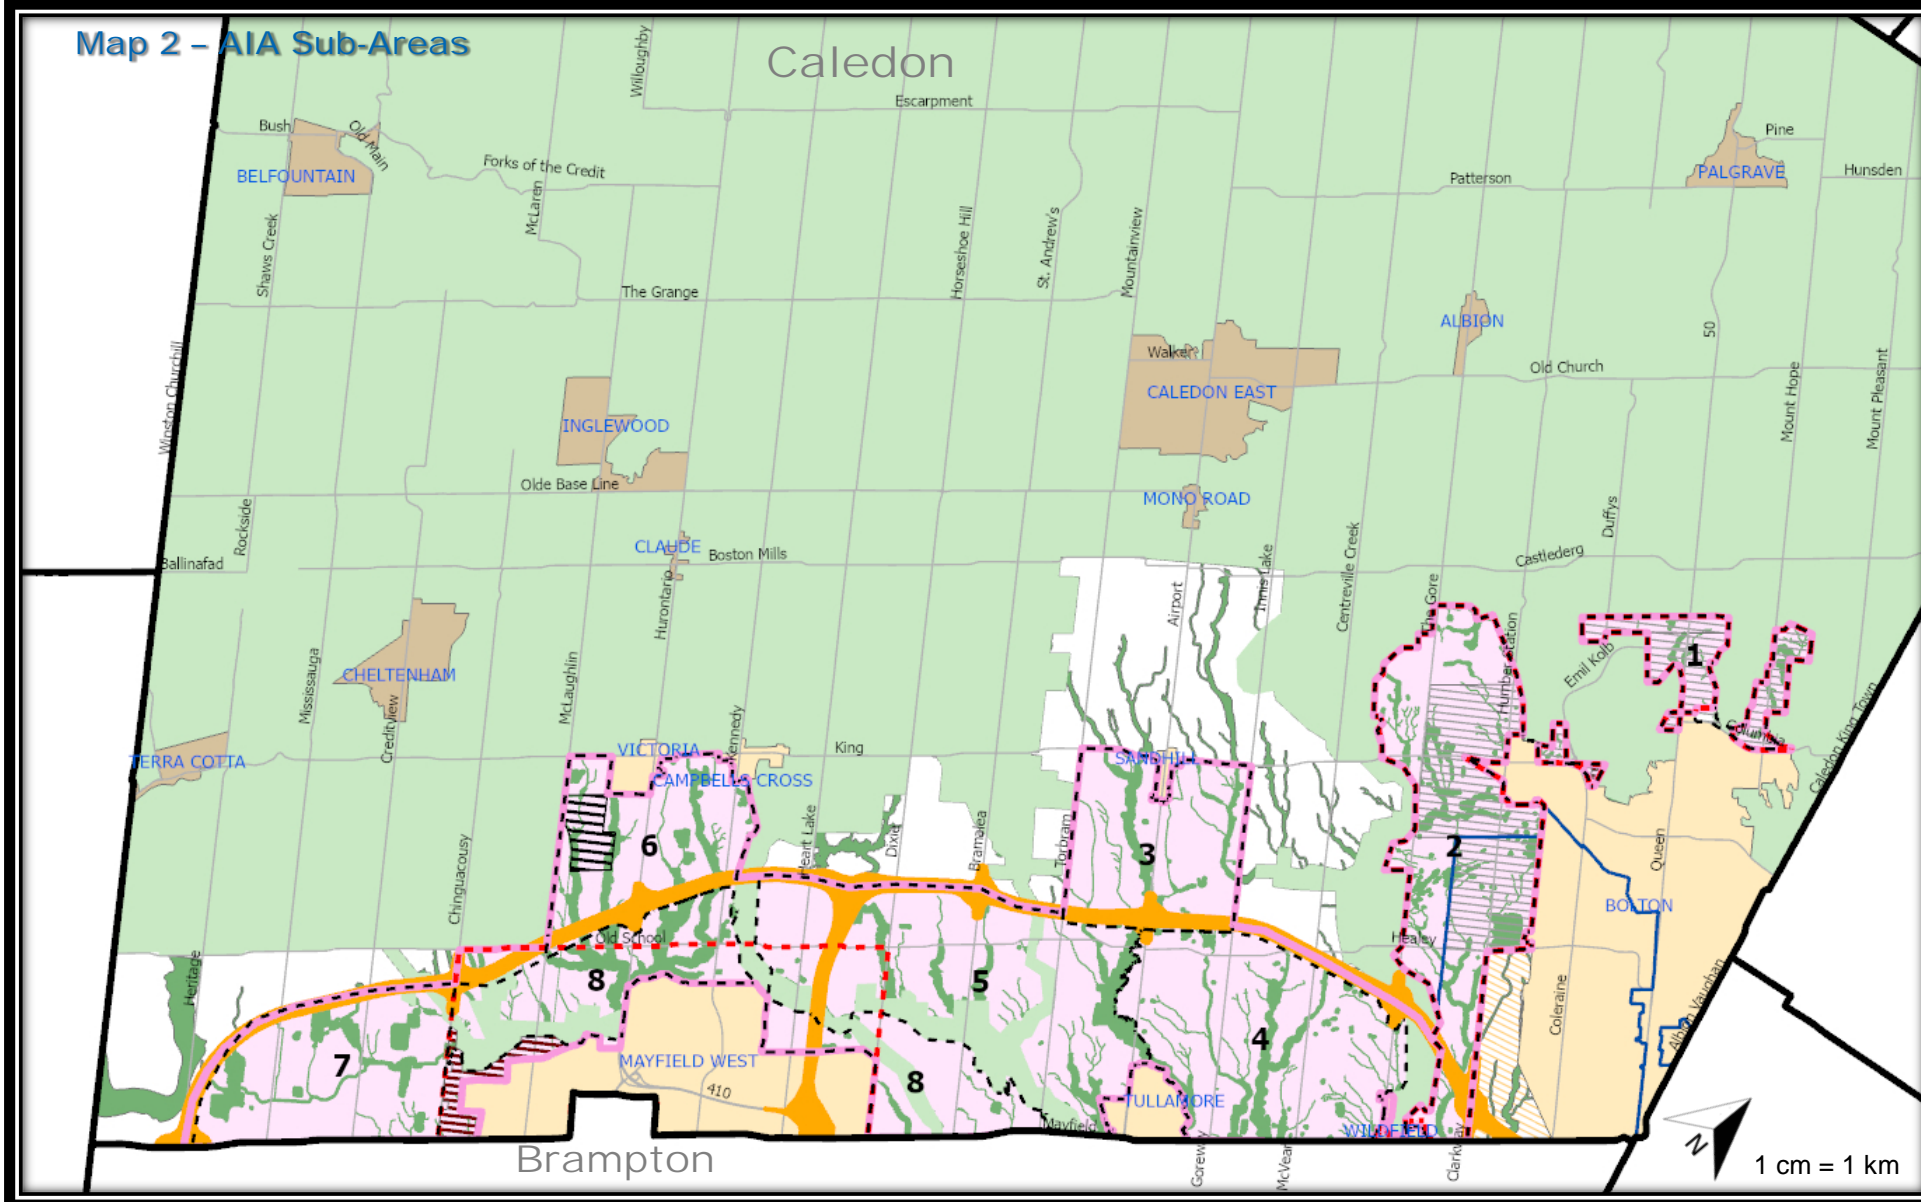 Map 2 – AIA Sub-Areas
Caledon
Willoughby
Escarpment
Bush
Old Main
Pine
BELFOUNTAIN
Forks of the Credit
Patterson
PALGRAVE
Hunsden
McLaren
Shaws Creek
Horseshoe Hill
St. Andrew's
Mountainview
The Grange
ALBION
50
Winston Churchill
Walker
Old Church
Mount Hope
Mount Pleasant
CALEDON EAST
INGLEWOOD
Olde Base Line
MONO ROAD
Rockside
Duffys
CLAUDE
Boston Mills
Ballinafad
Castlederg
Centreville Creek
Innis Lake
Airport
The Gore
Hurontario
Humber Station
Emil Kolb
1
CHELTENHAM
Mississauga
McLaughlin
Creditview
Kennedy
Columbia
Caledon King Town
VICTORIA
King
TERRA COTTA
CAMPBELLS CROSS
SANDHILL
Heart Lake
Dixie
Bramalea
Torbram
6
3
2
Queen
Chinguacousy
BOLTON
Old School
Healey
Heritage
8
5
Coleraine
Albion Vaughan
4
7
MAYFIELD WEST
410
8
TULLAMORE
Mayfield
WILDFIELD
Brampton
Goreway
McVean
Clarkway
N
1 cm = 1 km